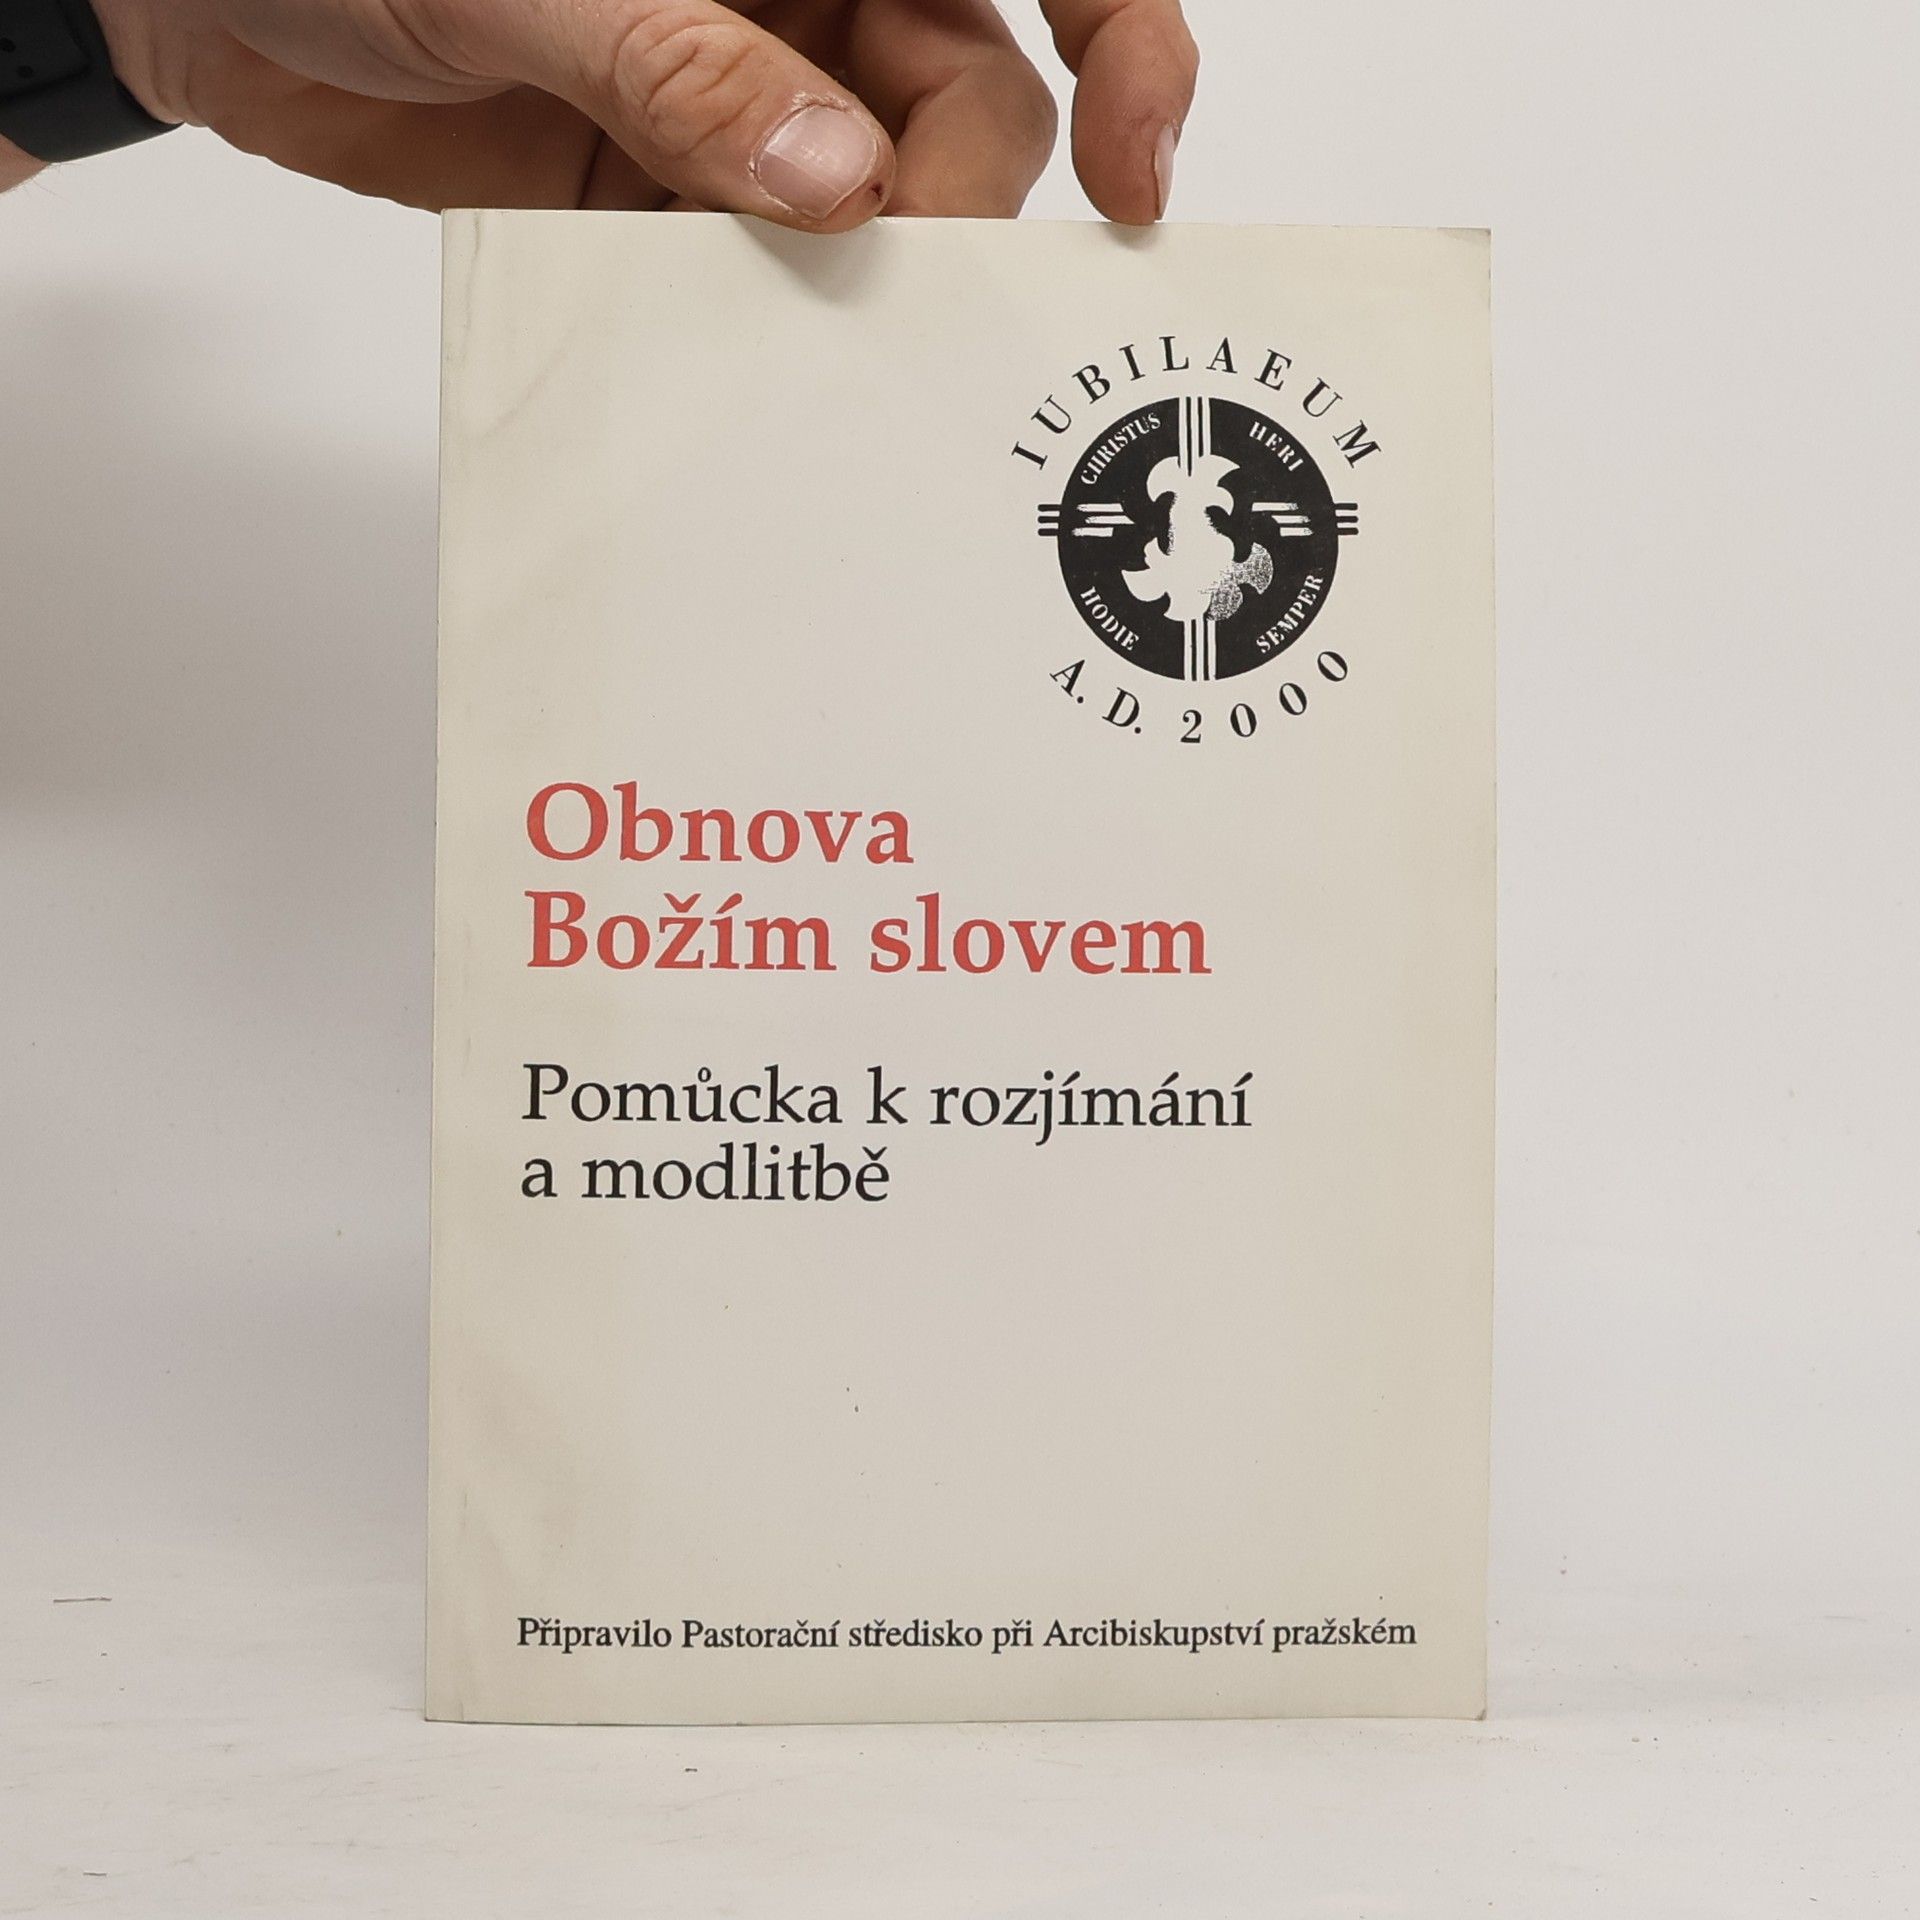 IUBILAEUM
CHRISTUS HERI
HODIE SEMPER
A. D. 2000
Obnova
Božím slovem
Pomůcka k rozjímání
a modlitbě
Připravilo Pastorační středisko při Arcibiskupství pražském